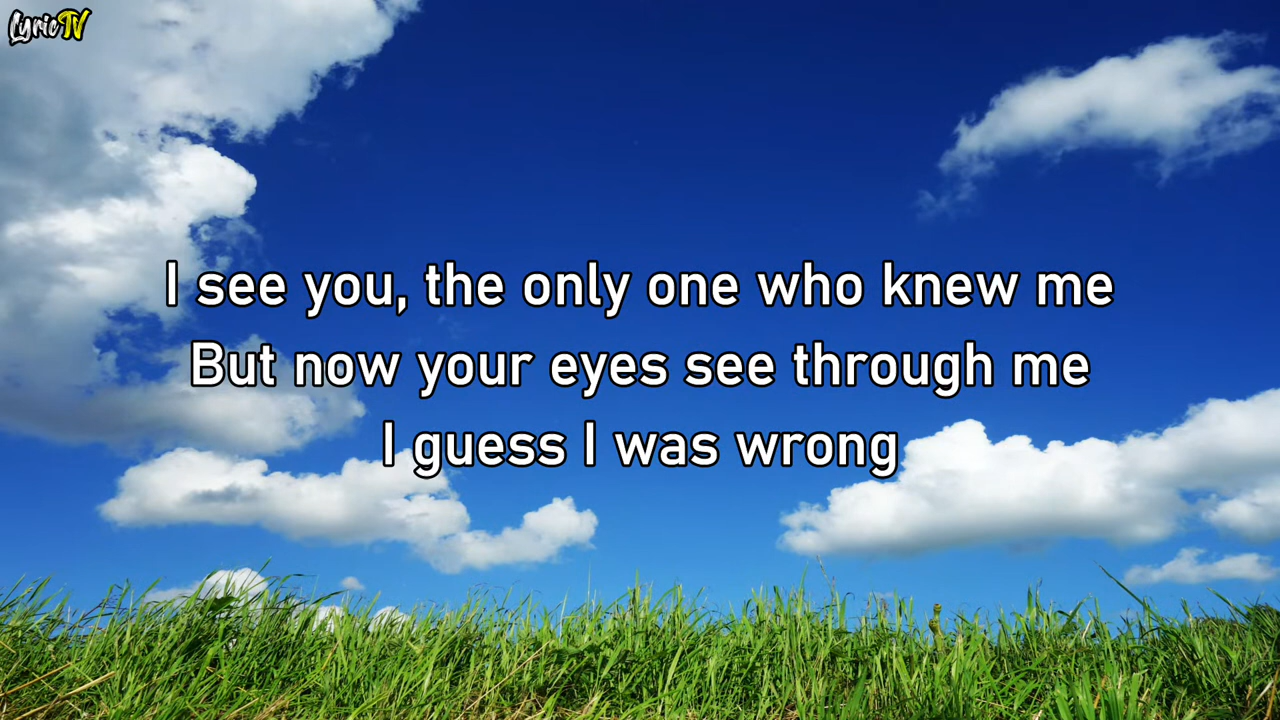 LyricTV
I see you, the only one who knew me
But now your eyes see through me
I guess I was wrong